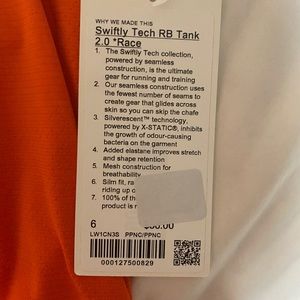 WHY WE MADE THIS
Swiftly Tech RB Tank
2.0 *Race
1. The Swiftly Tech collection,
powered by seamless
construction, is the ultimate
gear for running and training
2. Our seamless construction uses
the fewest number of seams to
create gear that glides across
skin so you can skip the chafe
3. Silverescent™ technology,
powered by X-STATIC®, inhibits
the growth of odour-causing
bacteria on the garment
4. Added elastane improves stretch
and shape retention
5. Mesh construction for
breathability
6. Slim fit,
riding up
7. 100% of th
product is
6
LW1CN3S PPNC/PPNC
000127500829